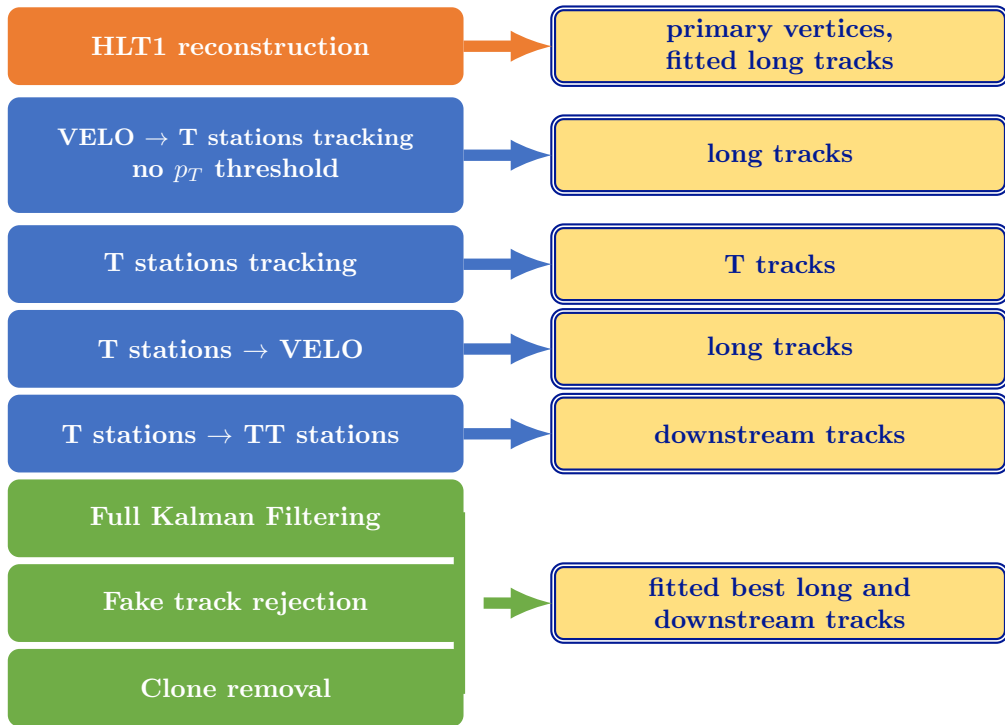 HLT1 reconstruction
primary vertices,
fitted long tracks
VELO → T stations tracking
no p_T threshold
long tracks
T stations tracking
T tracks
T stations → VELO
long tracks
T stations → TT stations
downstream tracks
Full Kalman Filtering
Fake track rejection
fitted best long and
downstream tracks
Clone removal